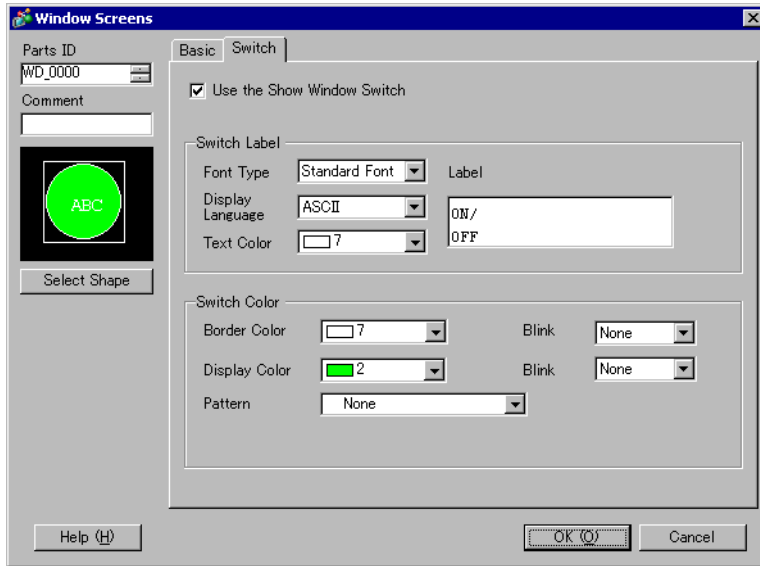 Window Screens
Parts ID
WD_0000
Comment
ABC
Select Shape
Basic Switch
Use the Show Window Switch
Switch Label
Font Type Standard Font Label
Display Language ASCII
ON/
OFF
Text Color 7
Switch Color
Border Color 7 Blink None
Display Color 2 Blink None
Pattern None
Help (H) OK (O) Cancel